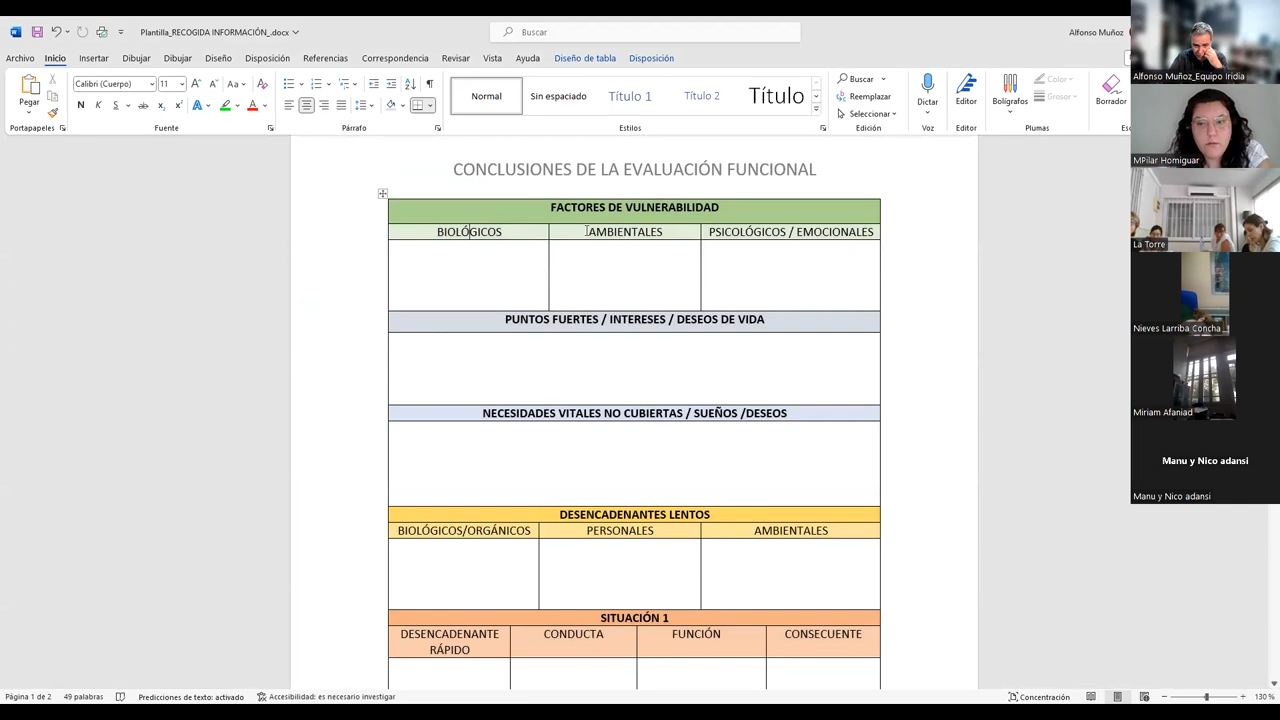 Plantilla_RECOGIDA INFORMACIÓN_.docx
Buscar
Alfonso Muñoz
Archivo Inicio Insertar Dibujar Diseño Disposición Referencias Correspondencia Revisar Vista Ayuda Diseño de tabla Disposición
Pegar
Portapapeles
Calibri (Cuerpo) 11
N K S
Fuente
Párrafo
Normal
Sin espaciado
Título 1
Título 2
Título
Estilos
Buscar
Reemplazar
Seleccionar
Edición
Dictar
Voz
Editor
Editor
Bolígrafos
Color
Grosor
Plumas
Borrador
CONCLUSIONES DE LA EVALUACIÓN FUNCIONAL
FACTORES DE VULNERABILIDAD
BIOLÓGICOS AMBIENTALES PSICOLÓGICOS / EMOCIONALES
PUNTOS FUERTES / INTERESES / DESEOS DE VIDA
NECESIDADES VITALES NO CUBIERTAS / SUEÑOS /DESEOS
DESENCADENANTES LENTOS
BIOLÓGICOS/ORGÁNICOS PERSONALES AMBIENTALES
SITUACIÓN 1
DESENCADENANTE RÁPIDO CONDUCTA FUNCIÓN CONSECUENTE
Página 1 de 2 49 palabras Predicciones de texto: activado Accesibilidad: es necesario investigar
Concentración
130 %
Alfonso Muñoz_Equipo Iridia
MPilar Homiguar
La Torre
Nieves Larriba Concha
Miriam Afaniad
Manu y Nico adansi
Manu y Nico adansi